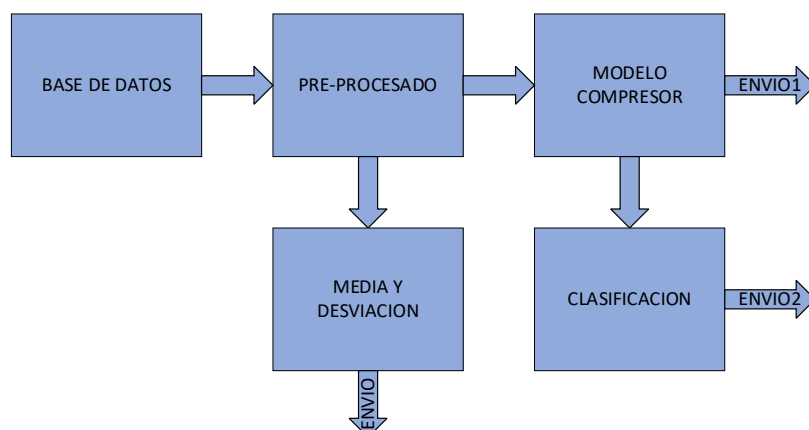 BASE DE DATOS
PRE-PROCESADO
MODELO
COMPRESOR
ENVIO1
MEDIA Y
DESVIACION
CLASIFICACION
ENVIO2
ENVIO